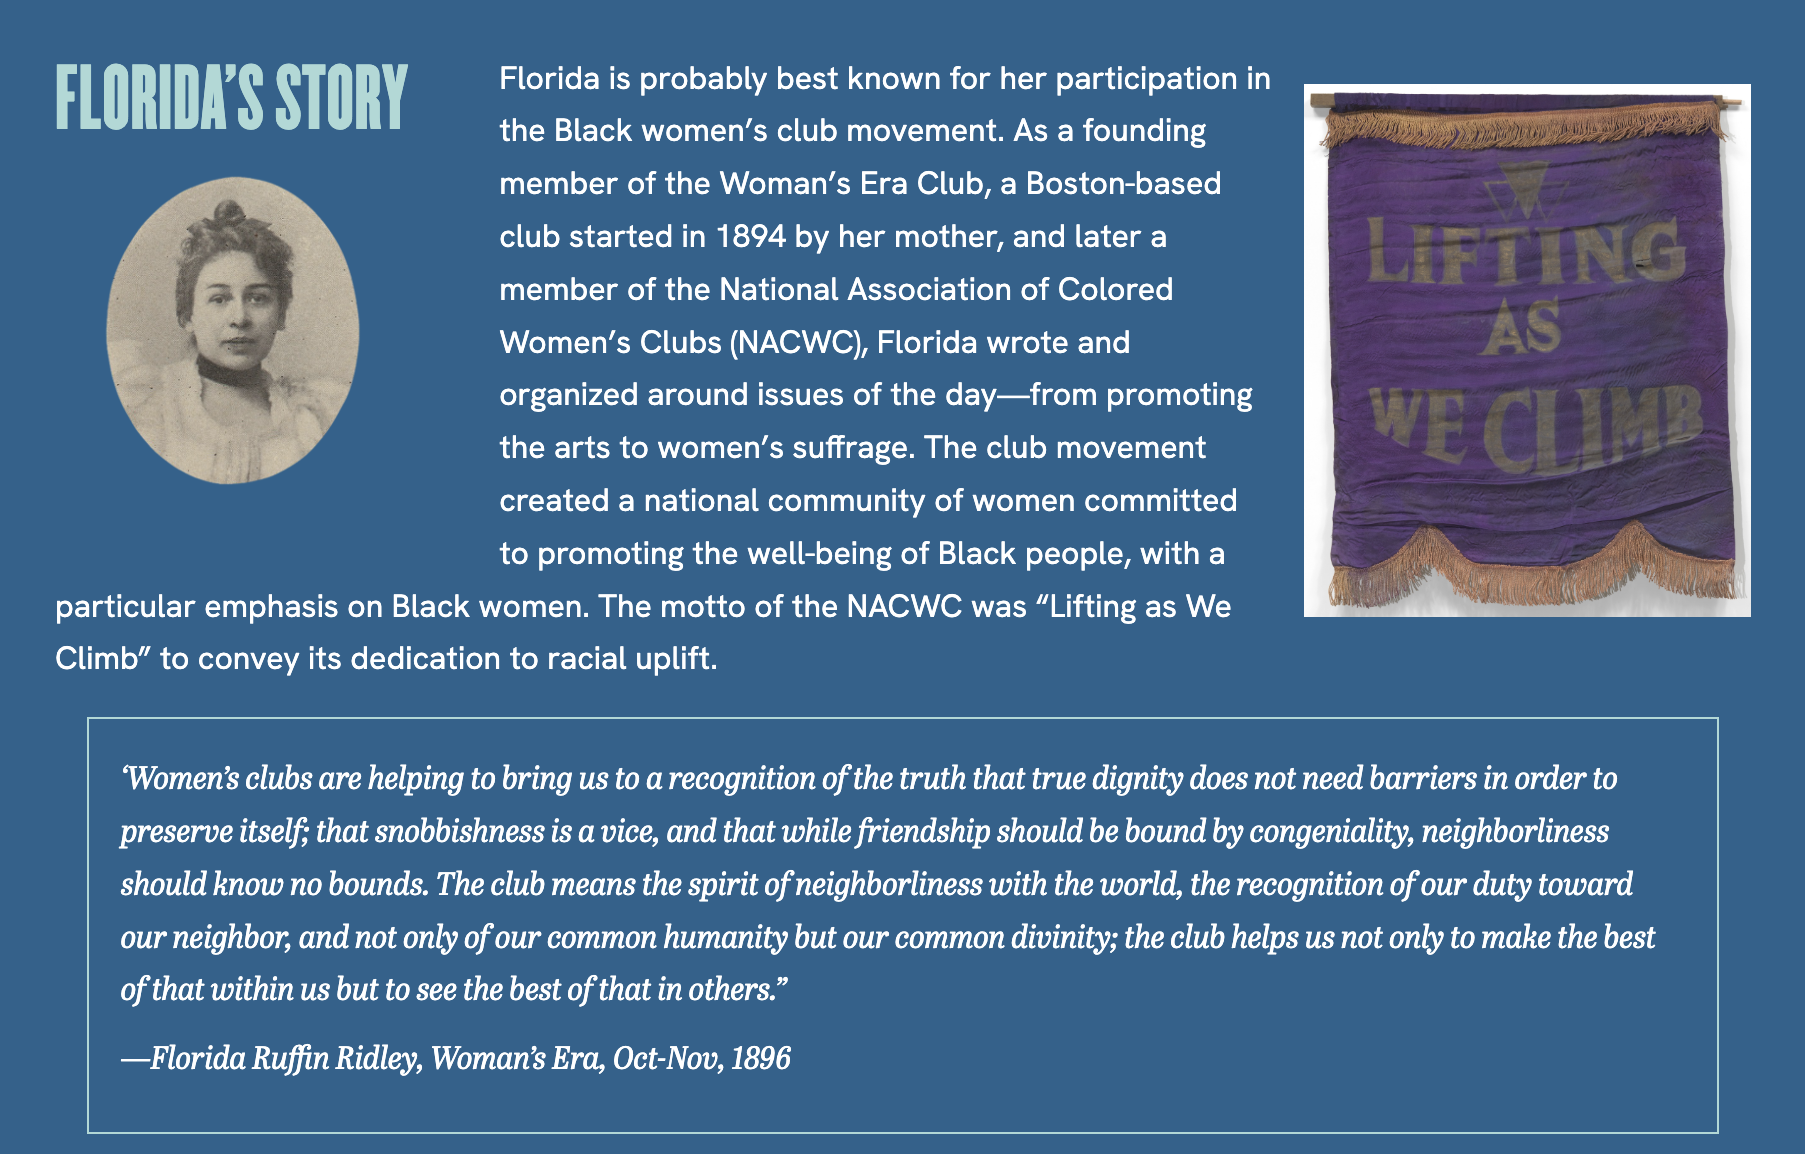 FLORIDA'S STORY
Florida is probably best known for her participation in
the Black women's club movement. As a founding
member of the Woman's Era Club, a Boston-based
club started in 1894 by her mother, and later a
member of the National Association of Colored
Women's Clubs (NACWC), Florida wrote and
organized around issues of the day—from promoting
the arts to women's suffrage. The club movement
created a national community of women committed
to promoting the well-being of Black people, with a
particular emphasis on Black women. The motto of the NACWC was “Lifting as We
Climb” to convey its dedication to racial uplift.
LIFTING
AS
WE CLIMB
‘Women’s clubs are helping to bring us to a recognition of the truth that true dignity does not need barriers in order to
preserve itself; that snobbishness is a vice, and that while friendship should be bound by congeniality, neighborliness
should know no bounds. The club means the spirit of neighborliness with the world, the recognition of our duty toward
our neighbor, and not only of our common humanity but our common divinity; the club helps us not only to make the best
of that within us but to see the best of that in others.”
—Florida Ruffin Ridley, Woman’s Era, Oct-Nov, 1896